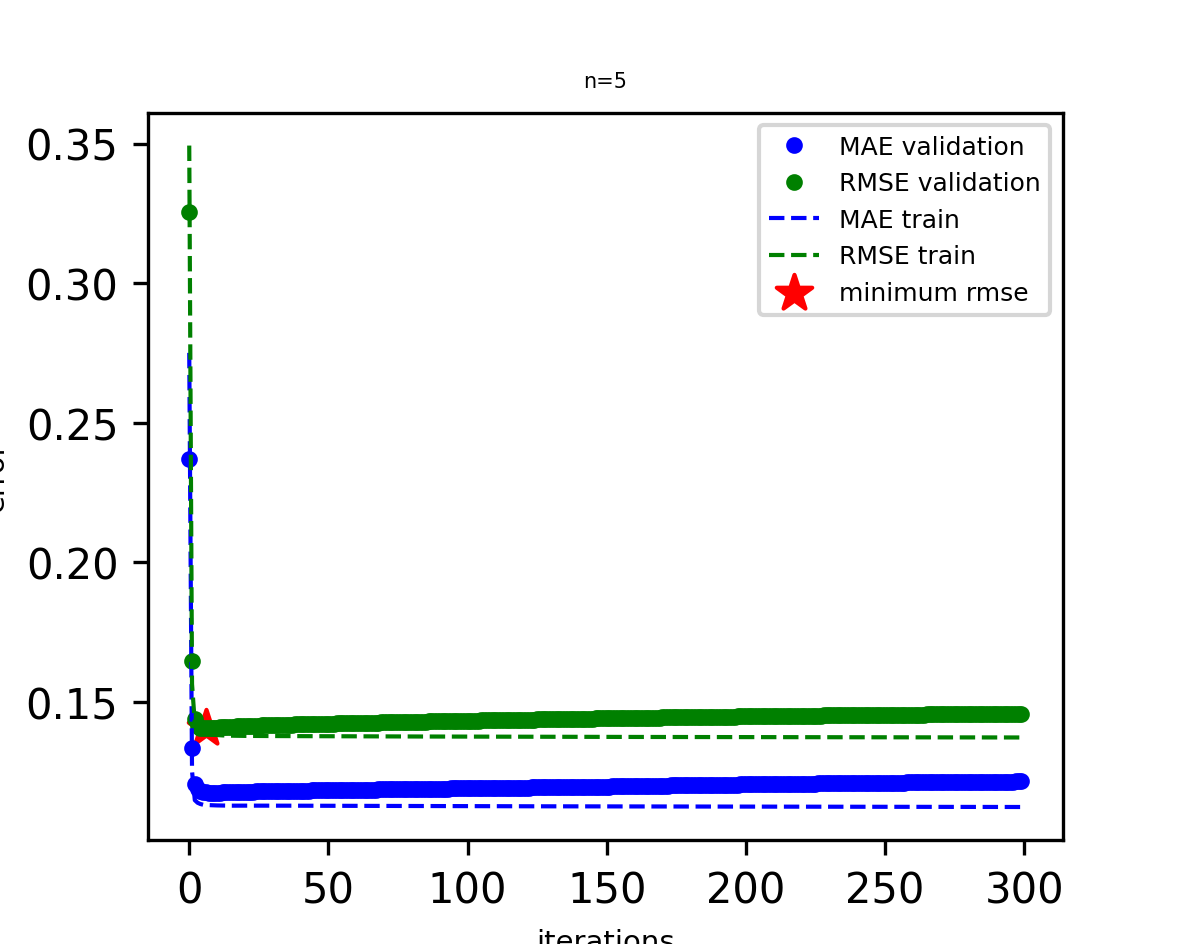 n=5
0.35
0.30
0.25
0.20
0.15
MAE validation
RMSE validation
MAE train
RMSE train
minimum rmse
0 50 100 150 200 250 300
iterations